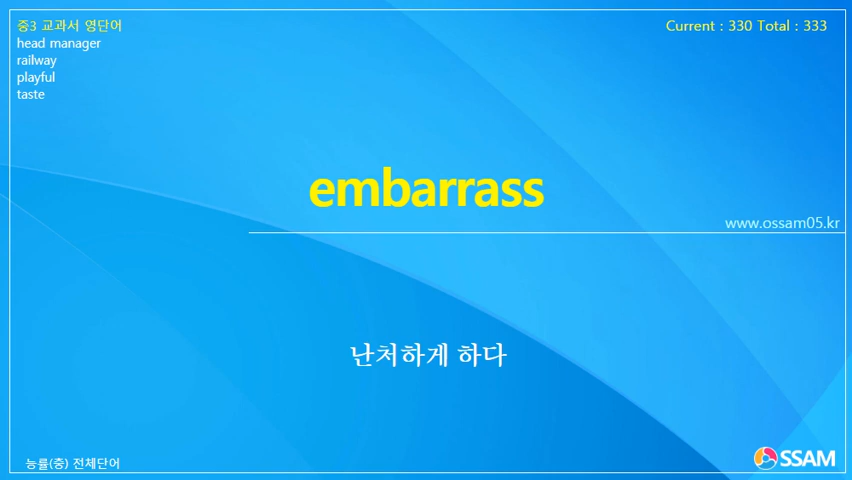 중3 교과서 영단어
Current : 330 Total : 333
head manager
railway
playful
taste
embarrass
www.ossam05.kr
난처하게 하다
능률(중) 전체단어
OSSAM